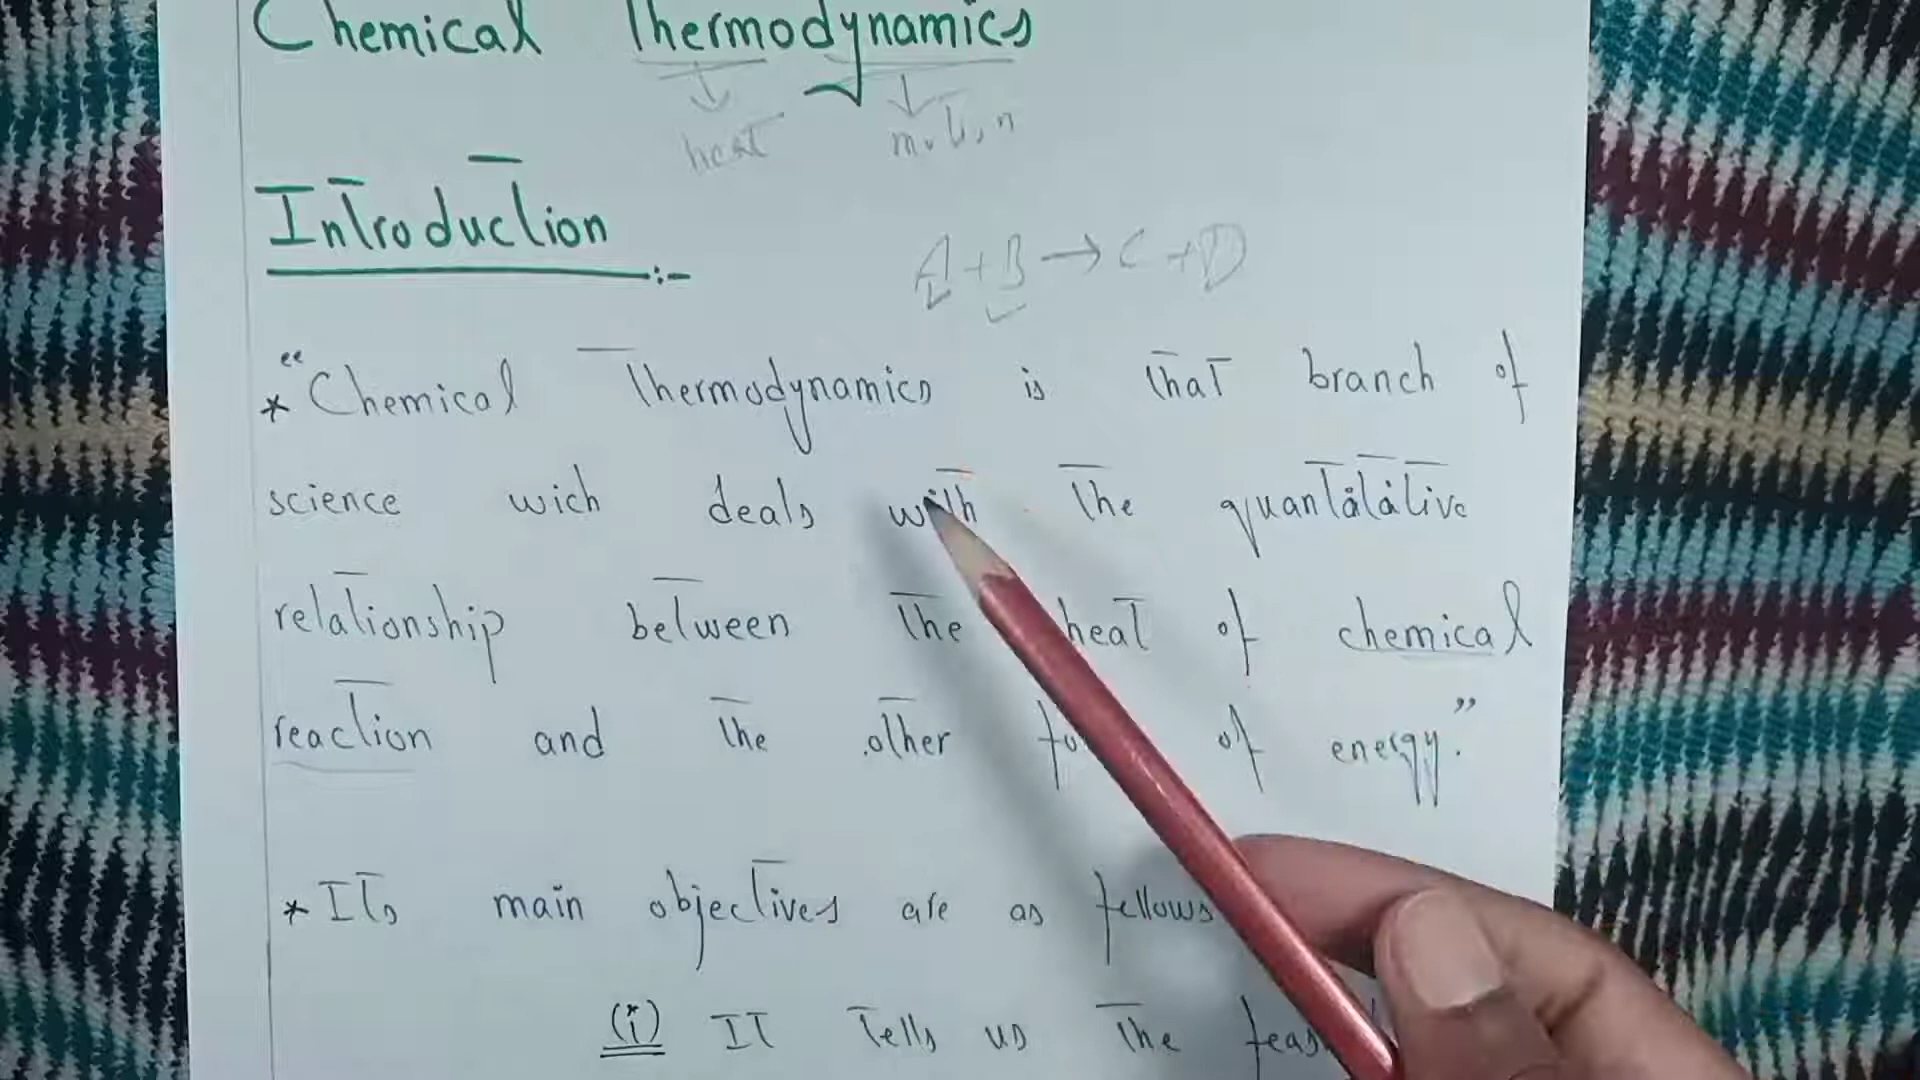 Chemical Thermodynamics
heat motion
Introduction :-
A + B → C + D
* "Chemical Thermodynamics is that branch of
science wich deals with the quantatative
relationship between the heat of chemical
reaction and the other of energy."
* Its main objectives are as fellows
(i) It tells us the